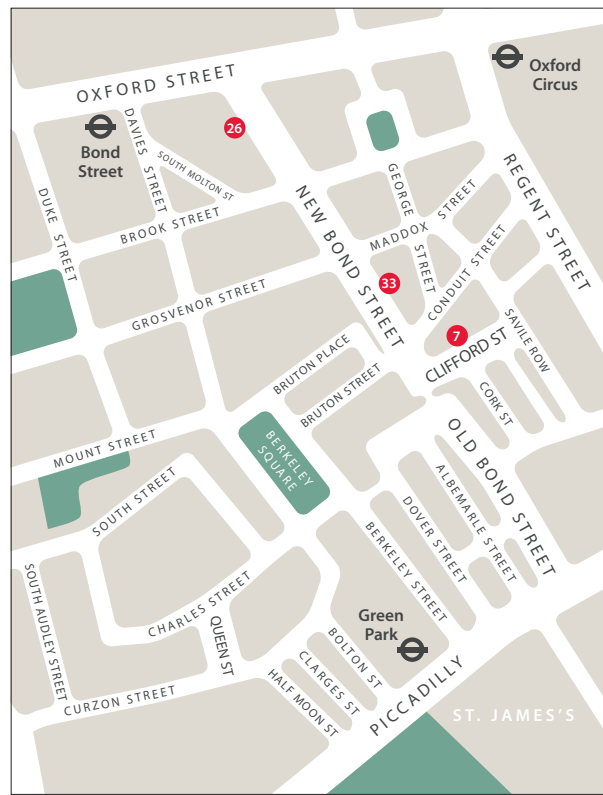 OXFORD STREET
Oxford
Circus
26
Bond
Street
DAVIES STREET
SOUTH MOLTON ST
DUKE STREET
BROOK STREET
NEW BOND STREET
GEORGE STREET
MADDOX STREET
REGENT STREET
GROSVENOR STREET
33
CONDUIT STREET
7
SAVILE ROW
CLIFFORD ST
BRUTON PLACE
BRUTON STREET
CORK ST
MOUNT STREET
BERKELEY
SQUARE
OLD BOND STREET
ALBEMARLE STREET
DOVER STREET
BERKELEY STREET
SOUTH STREET
SOUTH AUDLEY STREET
CHARLES STREET
QUEEN ST
Green
Park
BOLTON ST
CLARGES ST
HALF MOON ST
CURZON STREET
PICCADILLY
ST. JAMES'S